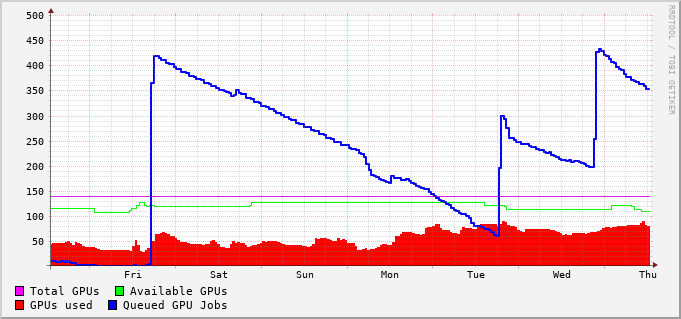 500
450
400
350
300
250
200
150
100
50
Fri Sat Sun Mon Tue Wed Thu
Total GPUs Available GPUs
GPUs used Queued GPU Jobs
RRDTOOL / TOBI OETIKER